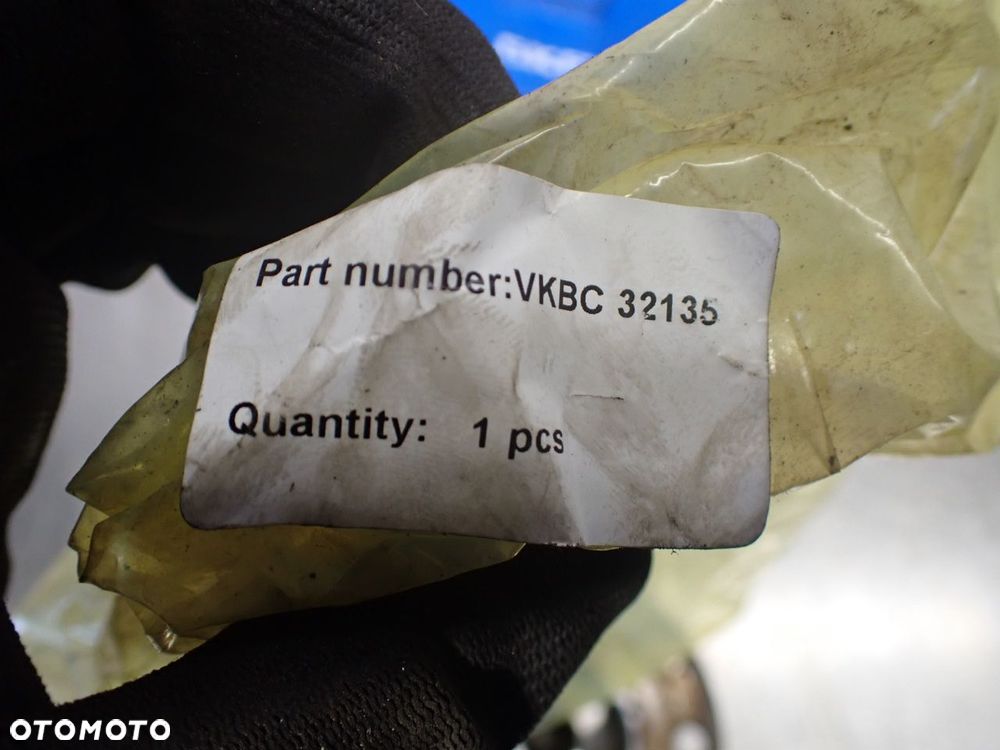 Part number:VKBC 32135
Quantity: 1 pcs
OTOMOTO